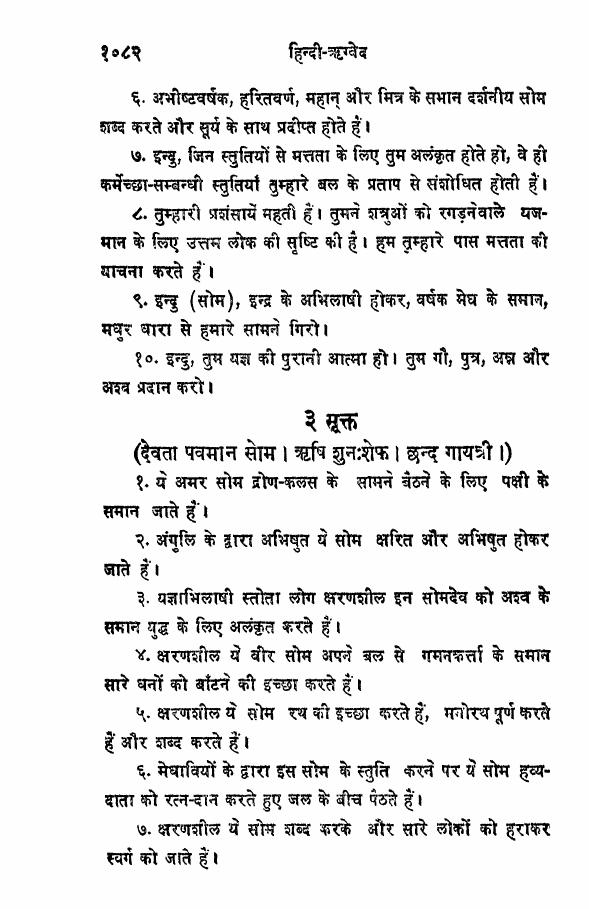 १०८२ हिन्दी-ऋग्वेद
६. अभीष्टवर्षक, हरितवर्ण, महान् और मित्र के समान दर्शनीय सोम
शब्द करते और सूर्य के साथ प्रदीप्त होते हैं।
७. इन्दु, जिन स्तुतियों से मत्तता के लिए तुम अलंकृत होते हो, वे ही
कर्मेच्छा-सम्बन्धी स्तुतियाँ तुम्हारे बल के प्रताप से संशोधित होती हैं।
८. तुम्हारी प्रशंसायें महती हैं। तुमने शत्रुओं को रगड़नेवाले यज-
मान के लिए उत्तम लोक की सृष्टि की है। हम तुम्हारे पास मत्तता की
याचना करते हैं।
९. इन्दु (सोम), इन्द्र के अभिलाषी होकर, वर्षक मेघ के समान,
मधुर धारा से हमारे सामने गिरो।
१०. इन्दु, तुम यज्ञ की पुरानी आत्मा हो। तुम गौ, पुत्र, अन्न और
अश्व प्रदान करो।
३ सूक्त
(देवता पवमान सोम। ऋषि शुनःशेफ। छन्द गायत्री।)
१. ये अमर सोम द्रोण-कलस के सामने बैठने के लिए पक्षी के
समान जाते हैं।
२. अंगुलि के द्वारा अभिषुत ये सोम क्षरित और अभिषुत होकर
जाते हैं।
३. यज्ञाभिलाषी स्तोता लोग क्षरणशील इन सोमदेव को अश्व के
समान युद्ध के लिए अलंकृत करते हैं।
४. क्षरणशील ये वीर सोम अपने बल से गमनकर्त्ता के समान
सारे धनों को बाँटने की इच्छा करते हैं।
५. क्षरणशील ये सोम रथ की इच्छा करते हैं, मनोरथ पूर्ण करते
हैं और शब्द करते हैं।
६. मेधावियों के द्वारा इस सोम के स्तुति करने पर ये सोम हव्य-
दाता को रत्न-दान करते हुए जल के बीच पैठते हैं।
७. क्षरणशील ये सोम शब्द करके और सारे लोकों को हराकर
स्वर्ग को जाते हैं।